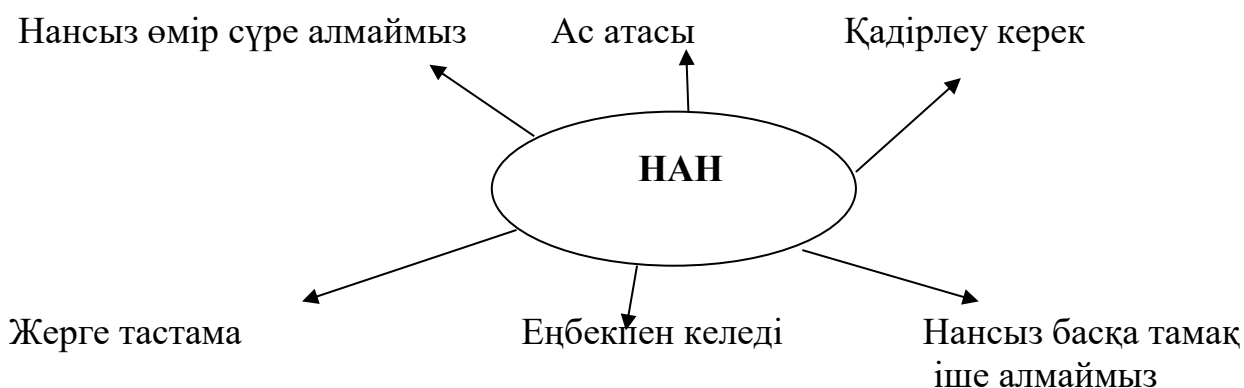 Нансыз өмір сүре алмаймыз
Ас атасы
Қадірлеу керек
НАН
Жерге тастама
Еңбекпен келеді
Нансыз басқа тамақ
іше алмаймыз